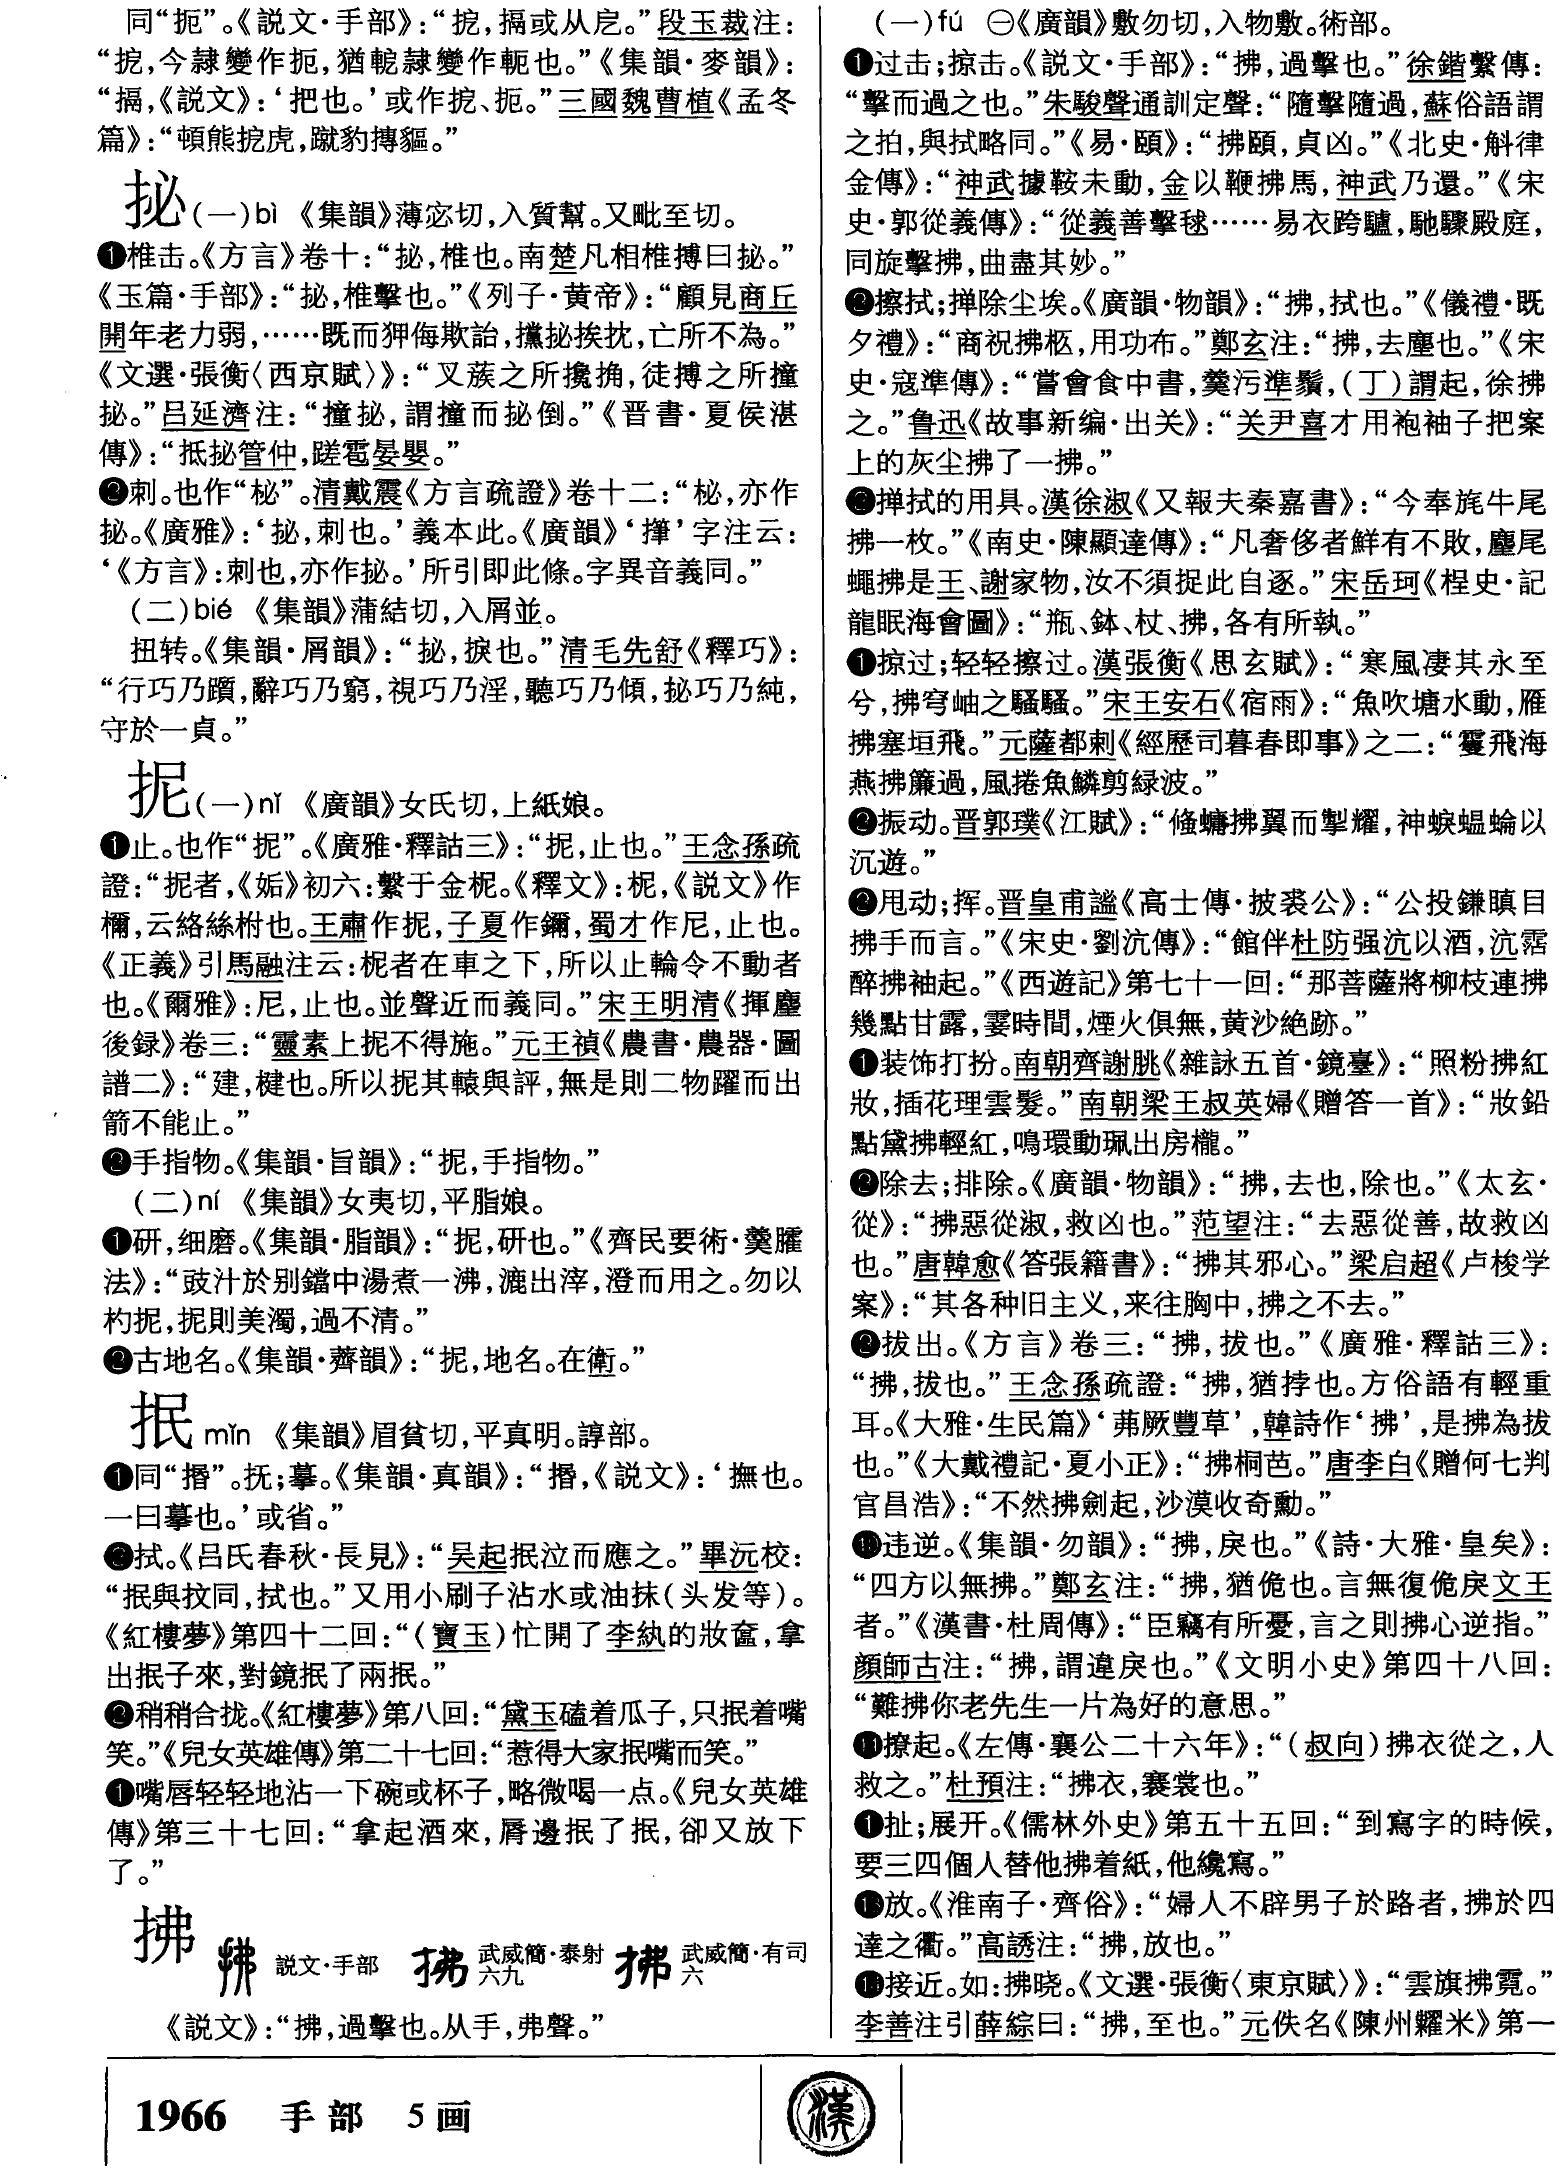 同“扼”。《説文·手部》：“搹，搹或从戹。”段玉裁注：
“㧖，今隸變作扼，猶軶隸變作軛也。”《集韻·麥韻》：
“搹，《説文》：‘把也。’或作㧖、扼。”三國魏曹植《孟冬
篇》：“頓熊㧖虎，蹴豹搏貙。”
抋(一)bì 《集韻》薄宓切，入質幫。又毗至切。
❶椎击。《方言》卷十：“㧙，椎也。南楚凡相椎搏曰㧙。”
《玉篇·手部》：“㧙，椎擊也。”《列子·黄帝》：“顧見商丘
開年老力弱，……既而狎侮欺詒，攩㧙挨抌，亡所不為。”
《文選·張衡〈西京賦〉》：“叉蔟之所攙捔，徒搏之所撞
㧙。”吕延濟注：“撞㧙，謂撞而㧙倒。”《晋書·夏侯湛
傳》：“抵㧙管仲，蹉雹晏嬰。”
❷刺。也作“柲”。清戴震《方言疏證》卷十二：“柲，亦作
㧙。《廣雅》：‘㧙，刺也。’義本此。《廣韻》‘㩫’字注云：
‘《方言》：刺也，亦作㧙。’所引即此條。字異音義同。”
(二)bié 《集韻》蒲結切，入屑並。
扭转。《集韻·屑韻》：“㧙，捩也。”清毛先舒《釋巧》：
“行巧乃躓，辭巧乃窮，視巧乃淫，聽巧乃傾，㧙巧乃純，
守於一貞。”
抳(一)nǐ 《廣韻》女氏切，上紙娘。
❶止。也作“抳”。《廣雅·釋詁三》：“抳，止也。”王念孫疏
證：“抳者，《姤》初六：繫于金柅。《釋文》：柅，《説文》作
檷，云絡絲柎也。王肅作抳，子夏作鑈，蜀才作尼，止也。
《正義》引馬融注云：柅者在車之下，所以止輪令不動者
也。《爾雅》：尼，止也。並聲近而義同。”宋王明清《揮麈
後録》卷三：“靈素上抳不得施。”元王禎《農書·農器·圖
譜二》：“建，楗也。所以抳其轅與評，無是則二物躍而出
箭不能止。”
❷手指物。《集韻·旨韻》：“抳，手指物。”
(二)ní 《集韻》女夷切，平脂娘。
❶研，细磨。《集韻·脂韻》：“抳，研也。”《齊民要術·羹臛
法》：“豉汁於别鐺中湯煮一沸，漉出滓，澄而用之。勿以
杓抳，抳則羹濁，過不清。”
❷古地名。《集韻·薺韻》：“抳，地名。在衛。”
抿 mǐn 《集韻》眉貧切，平真明。諄部。
❶同“捪”。抚；摹。《集韻·真韻》：“捪，《説文》：‘撫也。
一曰摹也。’或省。”
❷拭。《吕氏春秋·長見》：“吴起抿泣而應之。”畢沅校：
“抿與抆同，拭也。”又用小刷子沾水或油抹(头发等)。
《紅樓夢》第四十二回：“(寶玉)忙開了李紈的妝奩，拿
出抿子來，對鏡抿了兩抿。”
❷稍稍合拢。《紅樓夢》第八回：“黛玉磕着瓜子，只抿着嘴
笑。”《兒女英雄傳》第二十七回：“惹得大家抿嘴而笑。”
❶嘴唇轻轻地沾一下碗或杯子，略微喝一点。《兒女英雄
傳》第三十七回：“拿起酒來，脣邊抿了抿，卻又放下
了。”
拂 説文·手部 武威簡·泰射 六九 武威簡·有司 六
《説文》：“拂，過擊也。从手，弗聲。”
(一)fú ㊀《廣韻》敷勿切，入物敷。術部。
❶过击；掠击。《説文·手部》：“拂，過擊也。”徐鍇繫傳：
“擊而過之也。”朱駿聲通訓定聲：“隨擊隨過，蘇俗語謂
之拍，與拭略同。”《易·頤》：“拂頤，貞凶。”《北史·斛律
金傳》：“神武據鞍未動，金以鞭拂馬，神武乃還。”《宋
史·郭從義傳》：“從義善擊毬……易衣跨驢，馳驟殿庭，
同旋擊拂，曲盡其妙。”
❷擦拭；掸除尘埃。《廣韻·物韻》：“拂，拭也。”《儀禮·既
夕禮》：“商祝拂柩，用功布。”鄭玄注：“拂，去塵也。”《宋
史·寇準傳》：“嘗會食中書，羹污準鬚，(丁)謂起，徐拂
之。”鲁迅《故事新编·出关》：“关尹喜才用袍袖子把案
上的灰尘拂了一拂。”
❷掸拭的用具。漢徐淑《又報夫秦嘉書》：“今奉旄牛尾
拂一枚。”《南史·陳顯達傳》：“凡奢侈者鮮有不敗，麈尾
蠅拂是王、謝家物，汝不須捉此自逐。”宋岳珂《桯史·記
龍眠海會圖》：“瓶、鉢、杖、拂，各有所執。”
❶掠过；轻轻擦过。漢張衡《思玄賦》：“寒風凄其永至
兮，拂穹岫之騷騷。”宋王安石《宿雨》：“魚吹塘水動，雁
拂塞垣飛。”元薩都剌《經歷司暮春即事》之二：“䨥飛海
燕拂簾過，風捲魚鱗剪緑波。”
❷振动。晋郭璞《江賦》：“䱻䲛拂翼而掣耀，神蜧蝹蜦以
沉遊。”
❷甩动；挥。晋皇甫謐《高士傳·披裘公》：“公投鎌瞋目
拂手而言。”《宋史·劉沆傳》：“館伴杜防强沆以酒，沆霑
醉拂袖起。”《西遊記》第七十一回：“那菩薩將柳枝連拂
幾點甘露，霎時間，煙火俱無，黄沙絶跡。”
❶装饰打扮。南朝齊謝朓《雜詠五首·鏡臺》：“照粉拂紅
妝，插花理雲髮。”南朝梁王叔英婦《贈答一首》：“妝鉛
點黛拂輕紅，鳴環動珮出房櫳。”
❷除去；排除。《廣韻·物韻》：“拂，去也，除也。”《太玄·
從》：“拂惡從淑，救凶也。”范望注：“去惡從善，故救凶
也。”唐韓愈《答張籍書》：“拂其邪心。”梁启超《卢梭学
案》：“其各种旧主义，来往胸中，拂之不去。”
❷拔出。《方言》卷三：“拂，拔也。”《廣雅·釋詁三》：
“拂，拔也。”王念孫疏證：“拂，猶拌也。方俗語有輕重
耳。《大雅·生民篇》‘茀厥豐草’，韓詩作‘拂’，是拂為拔
也。”《大戴禮記·夏小正》：“拂桐芭。”唐李白《贈何七判
官昌浩》：“不然拂劍起，沙漠收奇勳。”
❿违逆。《集韻·勿韻》：“拂，戾也。”《詩·大雅·皇矣》：
“四方以無拂。”鄭玄注：“拂，猶佹也。言無復佹戾文王
者。”《漢書·杜周傳》：“臣竊有所憂，言之則拂心逆指。”
顔師古注：“拂，謂違戾也。”《文明小史》第四十八回：
“難拂你老先生一片為好的意思。”
⓫撩起。《左傳·襄公二十六年》：“(叔向)拂衣從之，人
救之。”杜預注：“拂衣，褰裳也。”
❶扯；展开。《儒林外史》第五十五回：“到寫字的時候，
要三四個人替他拂着紙，他纔寫。”
⓭放。《淮南子·齊俗》：“婦人不辟男子於路者，拂於四
達之衢。”高誘注：“拂，放也。”
⓮接近。如：拂晓。《文選·張衡〈東京賦〉》：“雲旗拂霓。”
李善注引薛綜曰：“拂，至也。”元佚名《陳州糶米》第一
1966 手部 5画
漢